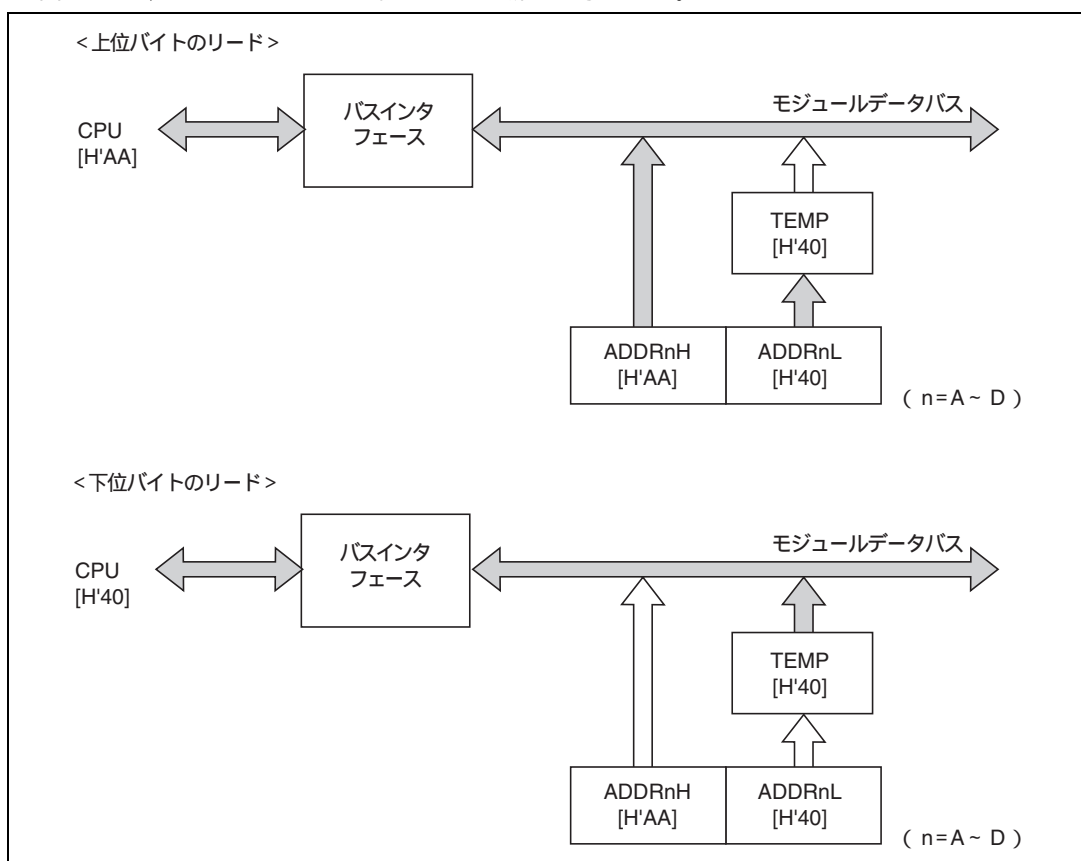 <上位バイトのリード>
モジュールデータバス
バスインタ
フェース
CPU
[H'AA]
TEMP
[H'40]
ADDRnH
[H'AA]
ADDRnL
[H'40]
( n=A ~ D )
<下位バイトのリード>
モジュールデータバス
バスインタ
フェース
CPU
[H'40]
TEMP
[H'40]
ADDRnH
[H'AA]
ADDRnL
[H'40]
( n=A ~ D )